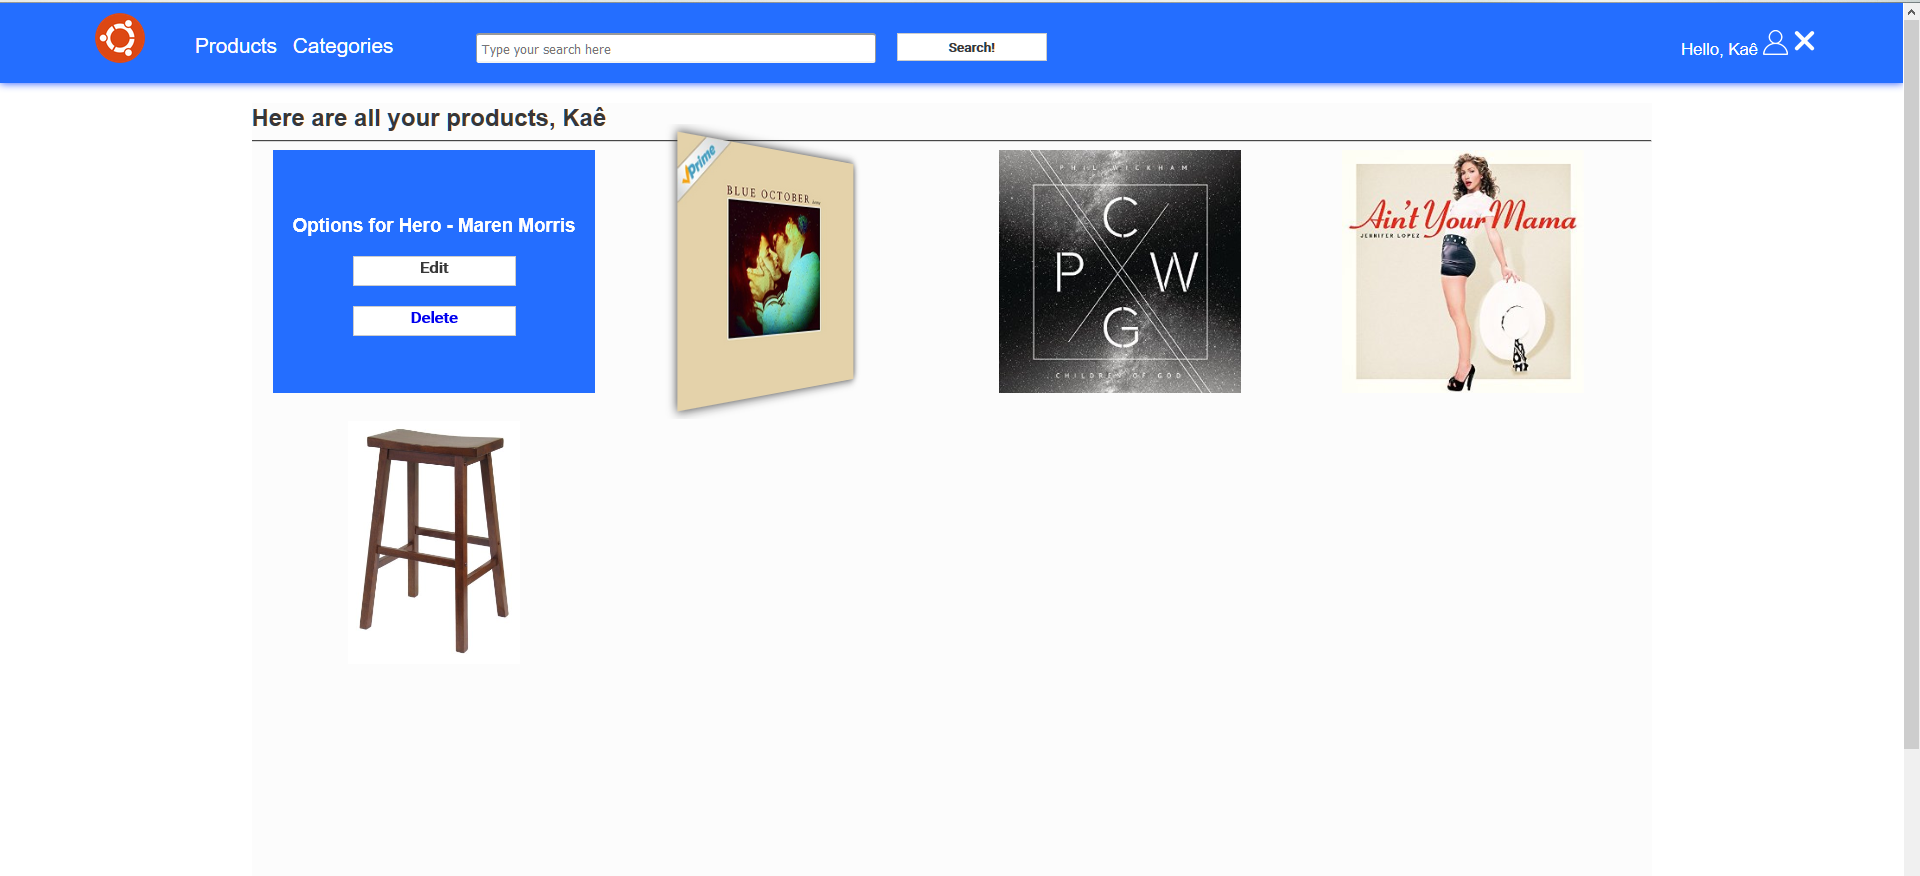 Products Categories
Type your search here
Search!
Hello, Kaê
Here are all your products, Kaê
Options for Hero - Maren Morris
Edit
Delete
Prime
BLUE OCTOBER
PHIL WICKHAM
C
P W
G
CHILDREN OF GOD
Ain't Your Mama
JENNIFER LOPEZ